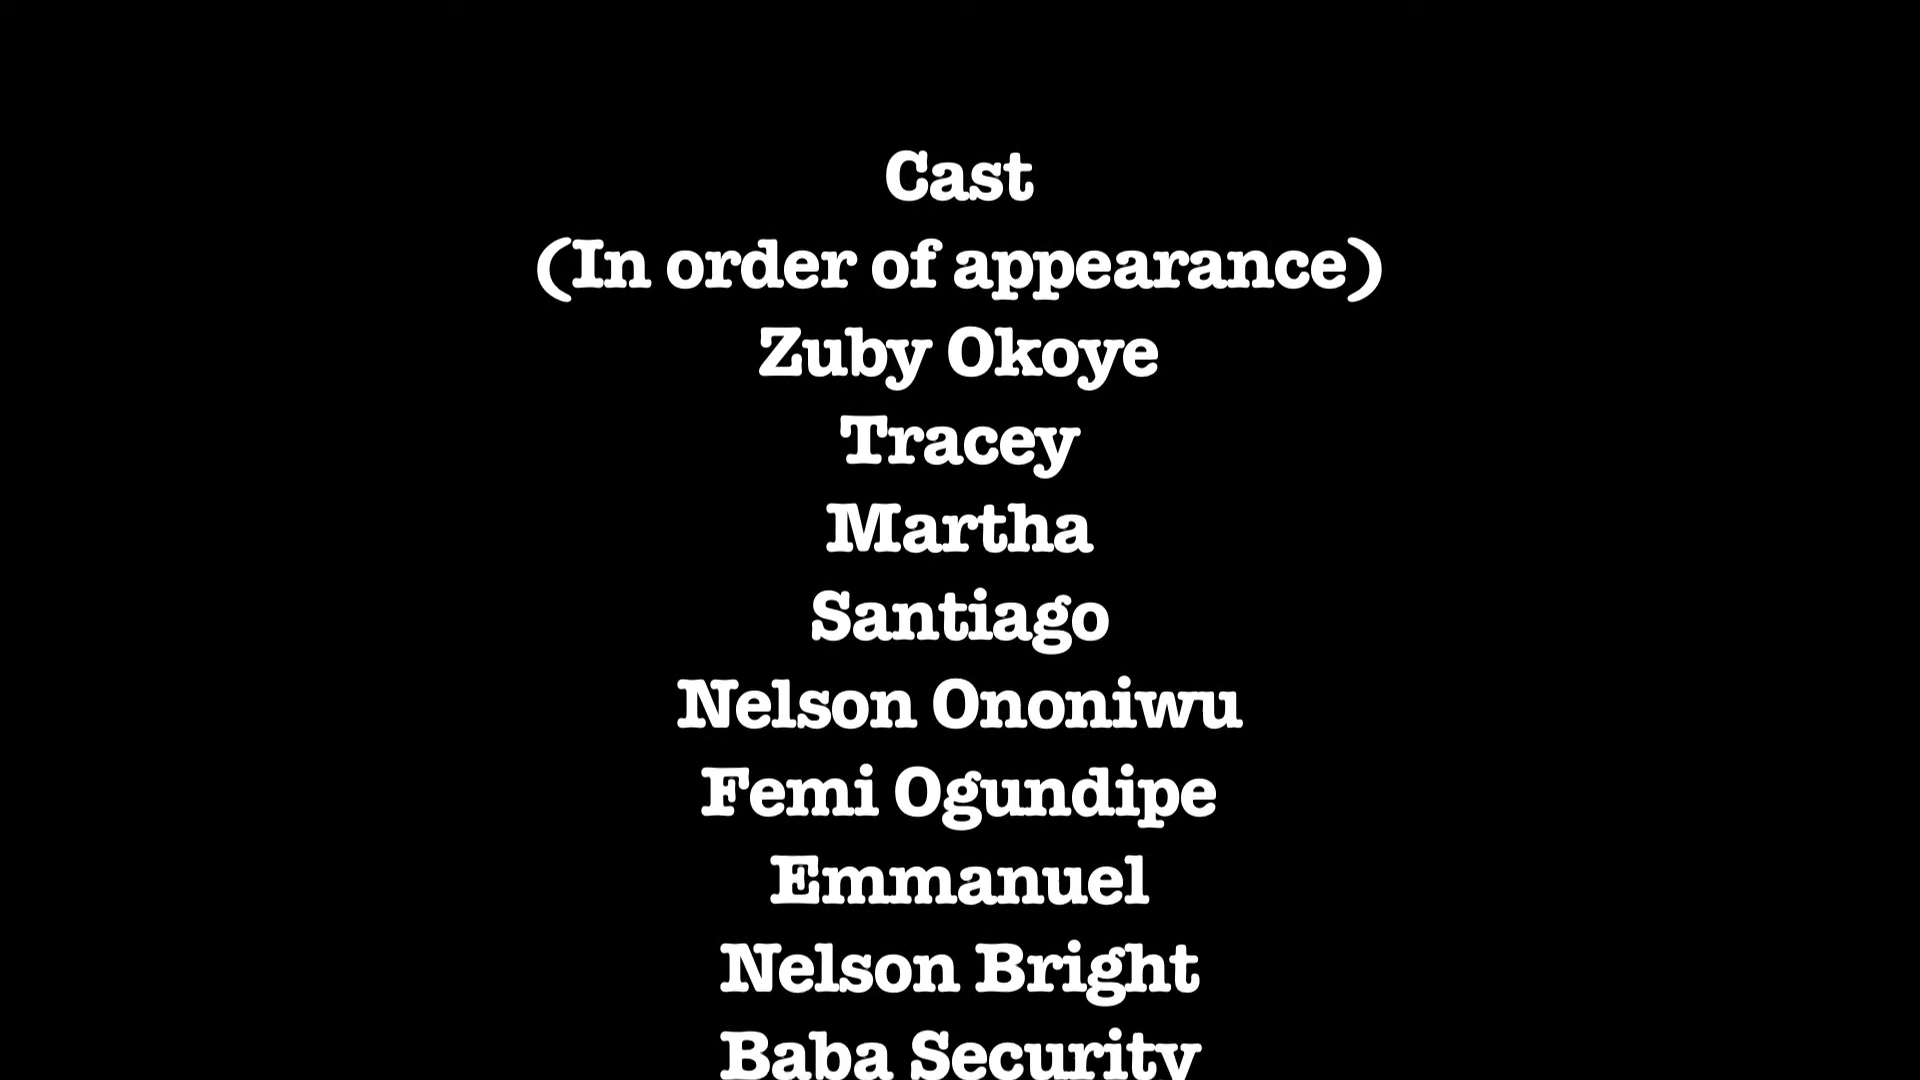 Cast
(In order of appearance)
Zuby Okoye
Tracey
Martha
Santiago
Nelson Ononiwu
Femi Ogundipe
Emmanuel
Nelson Bright
Baba Security